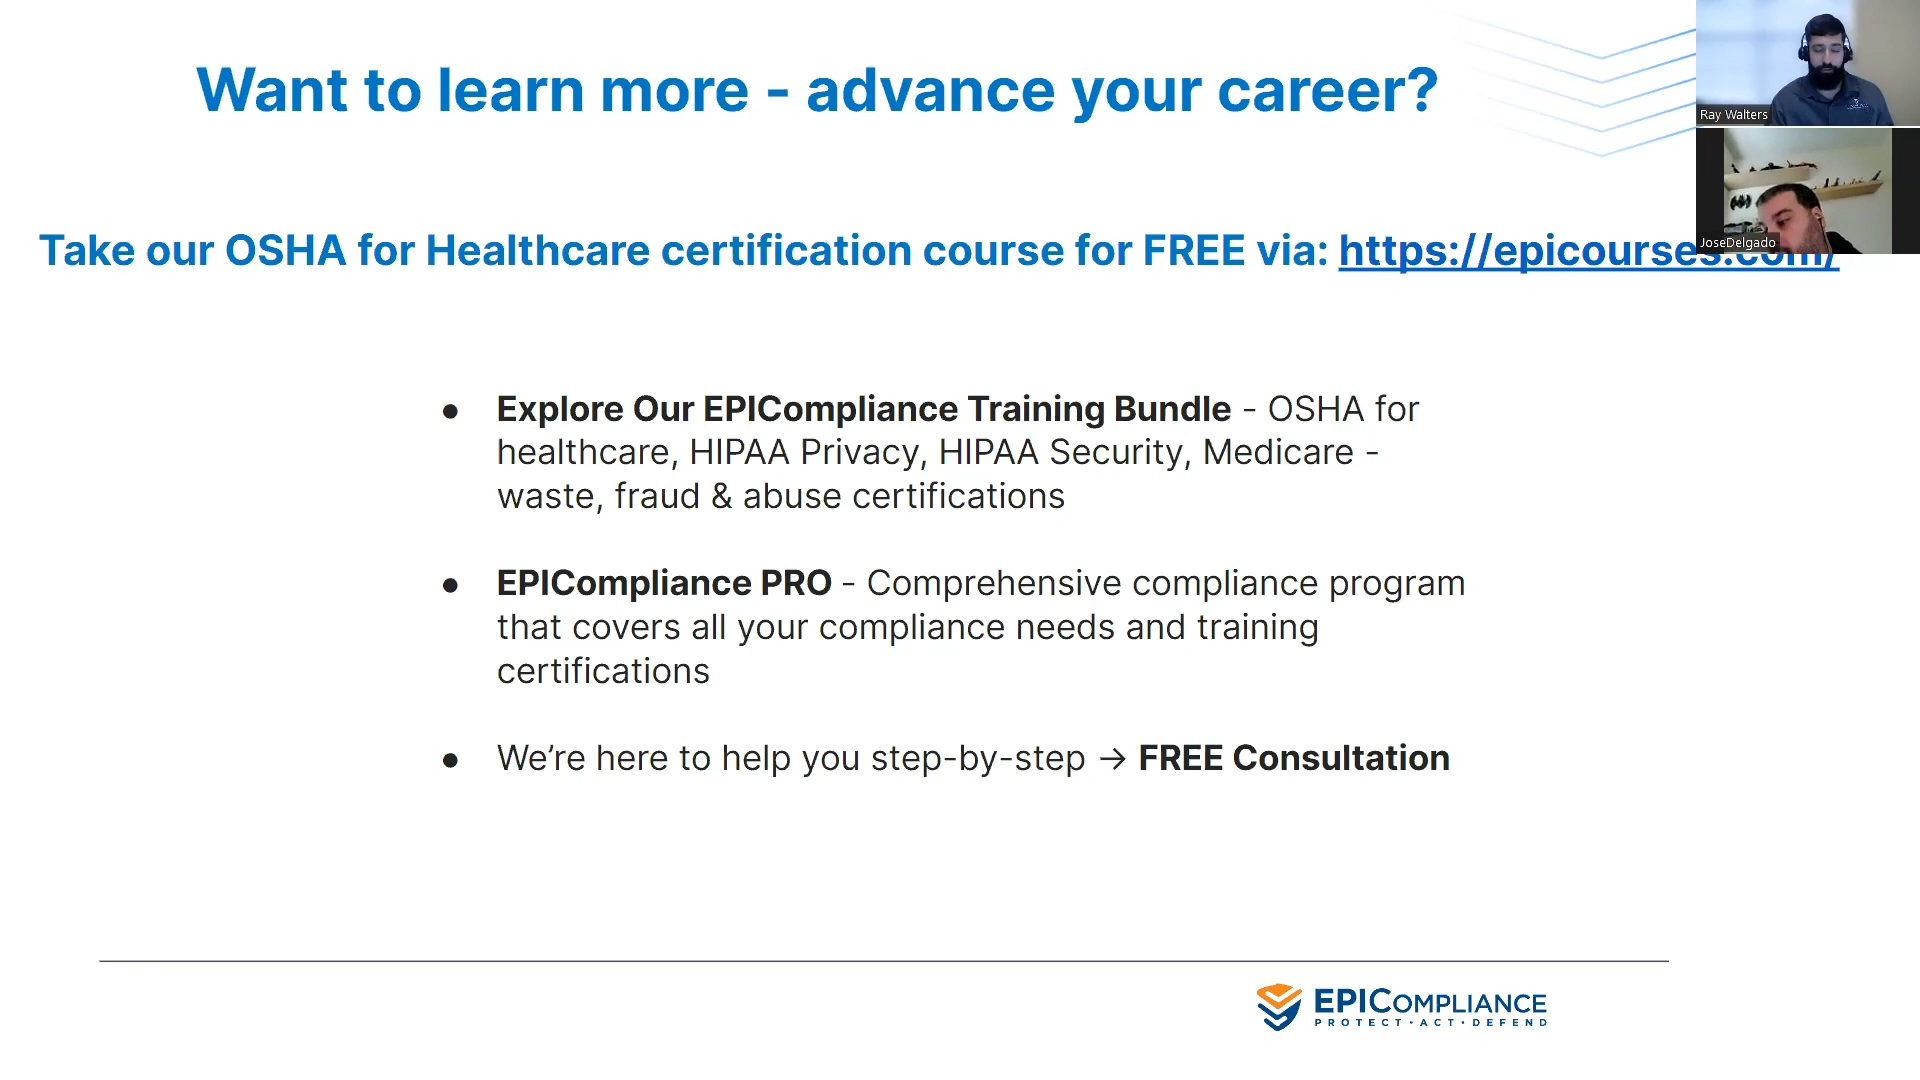 Want to learn more - advance your career?
Ray Walters
JoseDelgado
Take our OSHA for Healthcare certification course for FREE via: https://epicourses.com/
● Explore Our EPICompliance Training Bundle - OSHA for
healthcare, HIPAA Privacy, HIPAA Security, Medicare -
waste, fraud & abuse certifications
● EPICompliance PRO - Comprehensive compliance program
that covers all your compliance needs and training
certifications
● We’re here to help you step-by-step → FREE Consultation
EPICOMPLIANCE
PROTECT · ACT · DEFEND